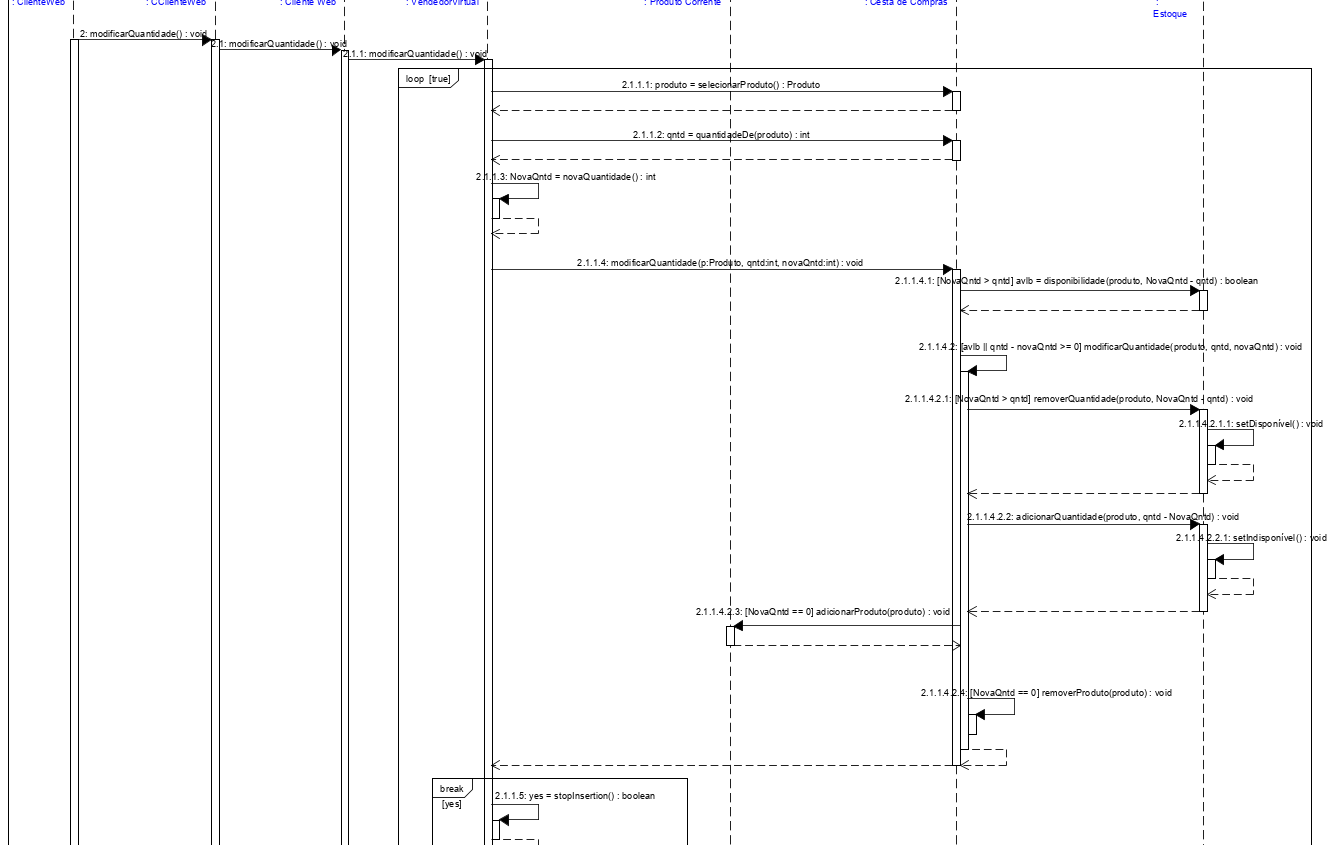 : ClienteWeb
: CClienteWeb
: Cliente Web
: VendedorVirtual
: Produto Corrente
: Cesta de Compras
:
Estoque
2: modificarQuantidade() : void
2.1: modificarQuantidade() : void
2.1.1: modificarQuantidade() : void
loop [true]
2.1.1.1: produto = selecionarProduto() : Produto
2.1.1.2: qntd = quantidadeDe(produto) : int
2.1.1.3: NovaQntd = novaQuantidade() : int
2.1.1.4: modificarQuantidade(p:Produto, qntd:int, novaQntd:int) : void
2.1.1.4.1: [NovaQntd > qntd] avlb = disponibilidade(produto, NovaQntd - qntd) : boolean
2.1.1.4.2: [avlb || qntd - novaQntd >= 0] modificarQuantidade(produto, qntd, novaQntd) : void
2.1.1.4.2.1: [NovaQntd > qntd] removerQuantidade(produto, NovaQntd - qntd) : void
2.1.1.4.2.1.1: setDisponível() : void
2.1.1.4.2.2: adicionarQuantidade(produto, qntd - NovaQntd) : void
2.1.1.4.2.2.1: setIndisponível() : void
2.1.1.4.2.3: [NovaQntd == 0] adicionarProduto(produto) : void
2.1.1.4.2.4: [NovaQntd == 0] removerProduto(produto) : void
break
[yes]
2.1.1.5: yes = stopInsertion() : boolean